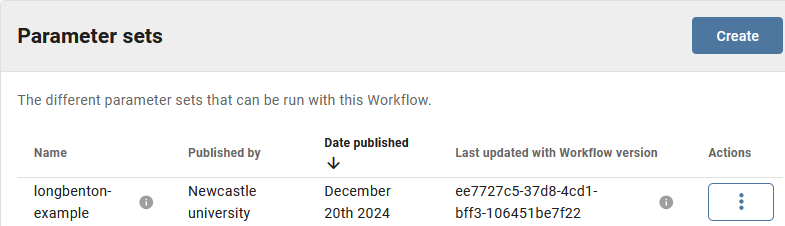 Parameter sets
Create
The different parameter sets that can be run with this Workflow.
Name Published by Date published Last updated with Workflow version Actions
longbenton- Newcastle December ee7727c5-37d8-4cd1-
example university 20th 2024 bff3-106451be7f22